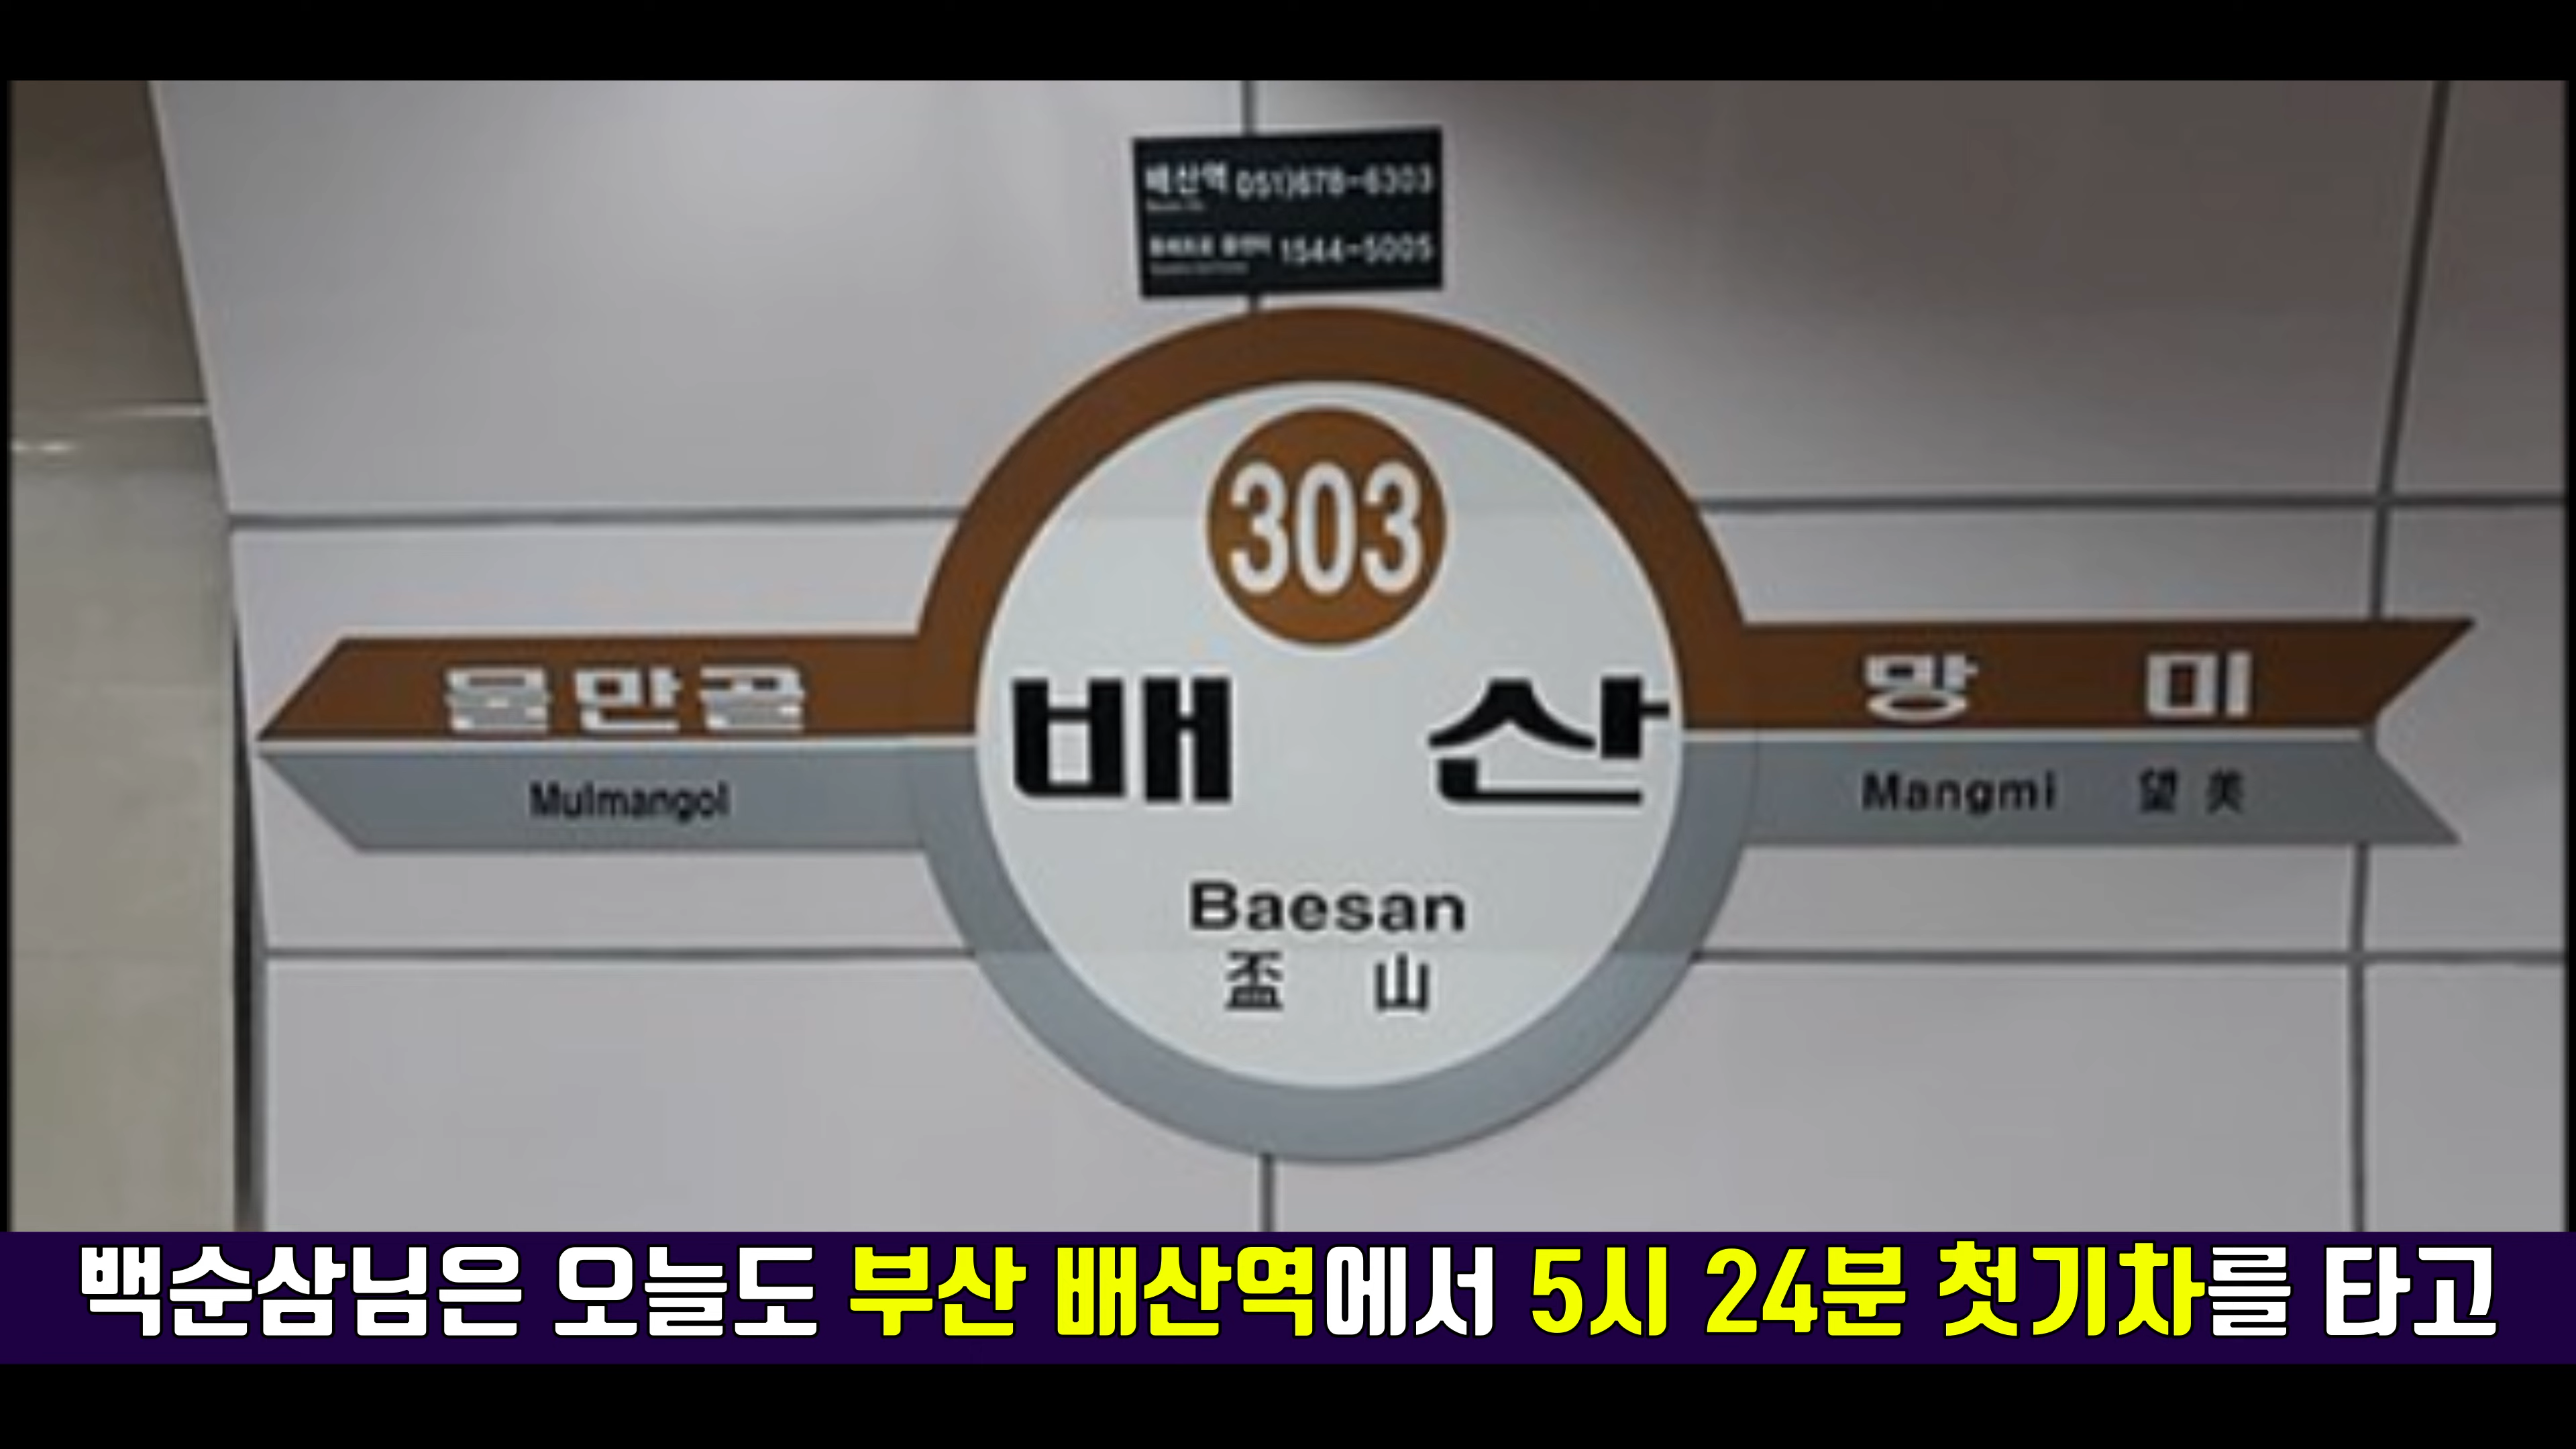 배산역 051)678-6303
1544-5005
303
물만골
배 산
망 미
Mulmangol
Mangmi 望美
Baesan
盃 山
백순삼님은 오늘도 부산 배산역에서 5시 24분 첫기차를 타고